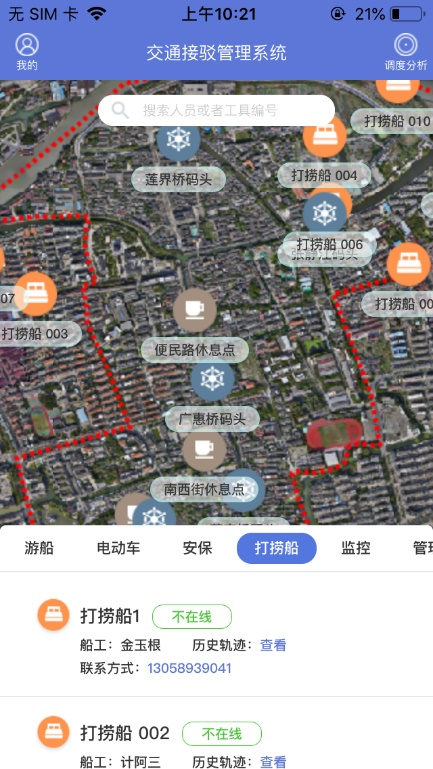 无 SIM 卡 上午10:21 21%
我的 交通接驳管理系统 调度分析
搜索人员或者工具编号
打捞船 010
莲界桥码头
打捞船 004
打捞船 006
07
打捞船 00
打捞船 003
便民路休息点
广惠桥码头
南西街休息点
游船 电动车 安保 打捞船 监控
打捞船1 不在线
船工：金玉根 历史轨迹：查看
联系方式：13058939041
打捞船 002 不在线
船工：计阿三 历史轨迹：查看